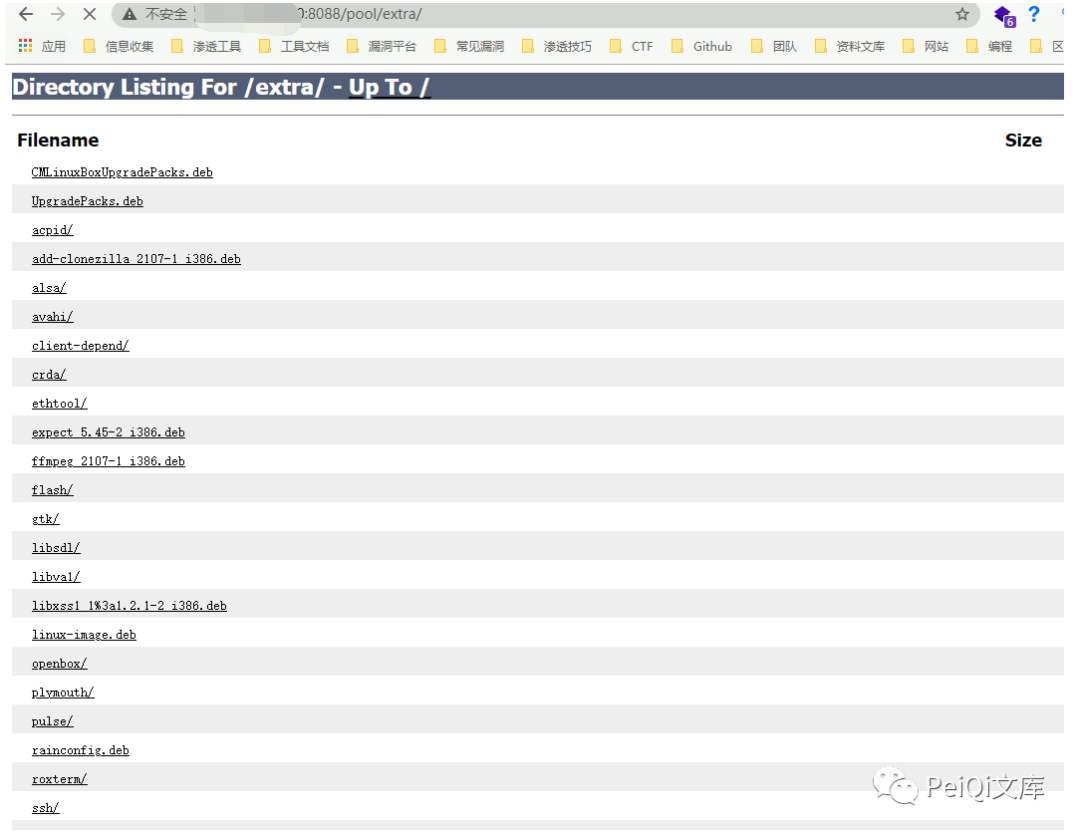 不安全 0:8088/pool/extra/
6 ?
应用 信息收集 渗透工具 工具文档 漏洞平台 常见漏洞 渗透技巧 CTF Github 团队 资料文库 网站 编程 区
Directory Listing For /extra/ - Up To /
Filename Size
CMLinuxBoxUpgradePacks.deb
UpgradePacks.deb
acpid/
add-clonezilla_2107-1_i386.deb
alsa/
avahi/
client-depend/
crda/
ethtool/
expect_5.45-2_i386.deb
ffmpeg_2107-1_i386.deb
flash/
gtk/
libsdl/
libva1/
libxss1_1%3a1.2.1-2_i386.deb
linux-image.deb
openbox/
plymouth/
pulse/
rainconfig.deb
roxterm/
PeiQi文库
ssh/